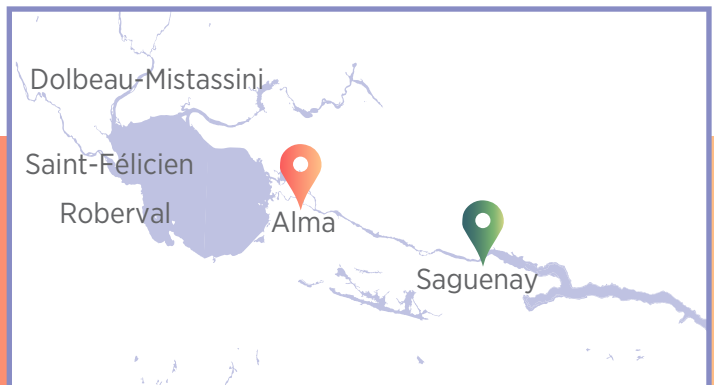 Dolbeau-Mistassini
Saint-Félicien
Roberval
Alma
Saguenay